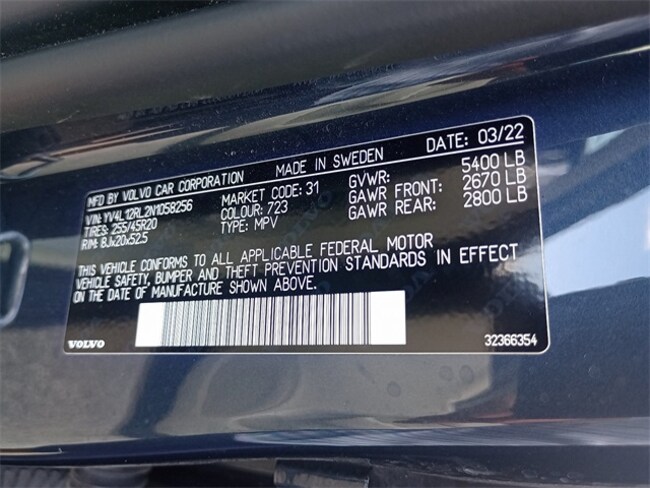 MFD BY VOLVO CAR CORPORATION MADE IN SWEDEN DATE: 03/22
VIN: YV4L12RL2N1058256 MARKET CODE: 31 GVWR: 5400 LB
TIRES: 255/45R20 COLOUR: 723 GAWR FRONT: 2670 LB
RIM: 8Jx20x52.5 TYPE: MPV GAWR REAR: 2800 LB
THIS VEHICLE CONFORMS TO ALL APPLICABLE FEDERAL MOTOR
VEHICLE SAFETY, BUMPER AND THEFT PREVENTION STANDARDS IN EFFECT
ON THE DATE OF MANUFACTURE SHOWN ABOVE.
VOLVO 32366354